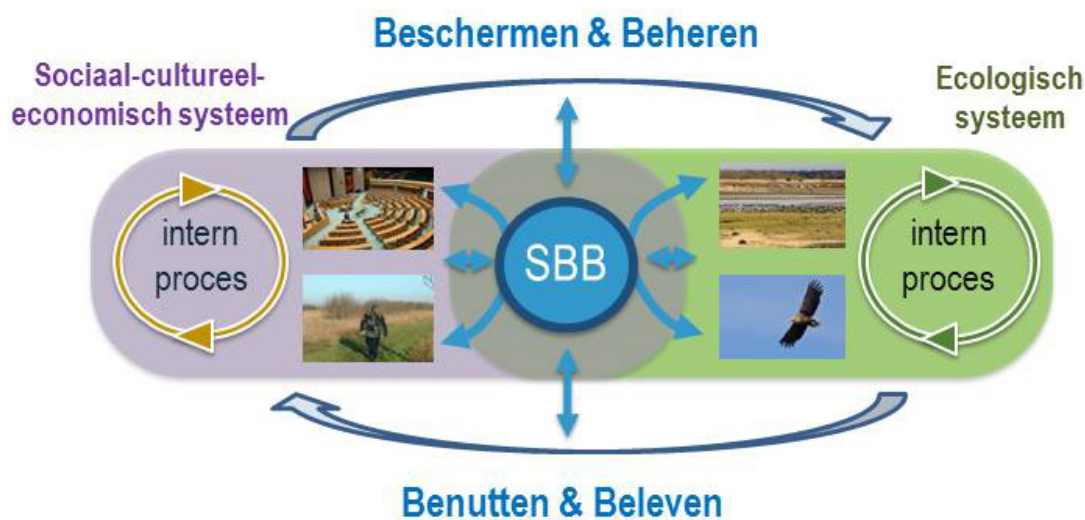 Beschermen & Beheren
Sociaal-cultureel-
economisch systeem
Ecologisch
systeem
intern
proces
SBB
intern
proces
Benutten & Beleven